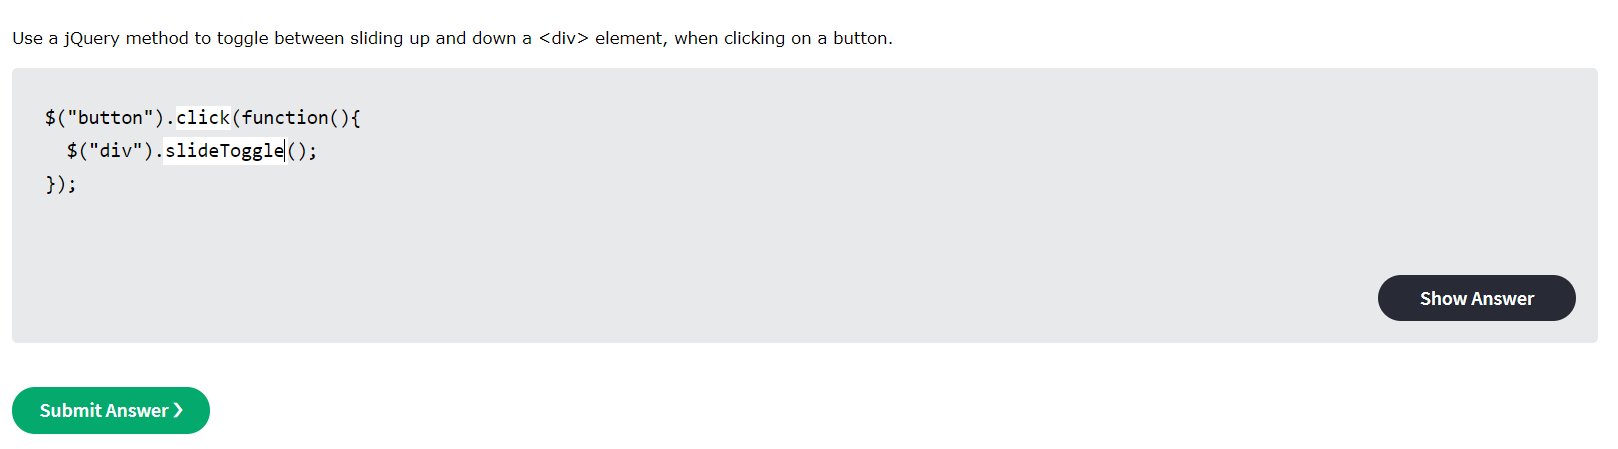 Use a jQuery method to toggle between sliding up and down a <div> element, when clicking on a button.
$("button").click(function(){
  $("div").slideToggle();
});
Show Answer
Submit Answer ❯